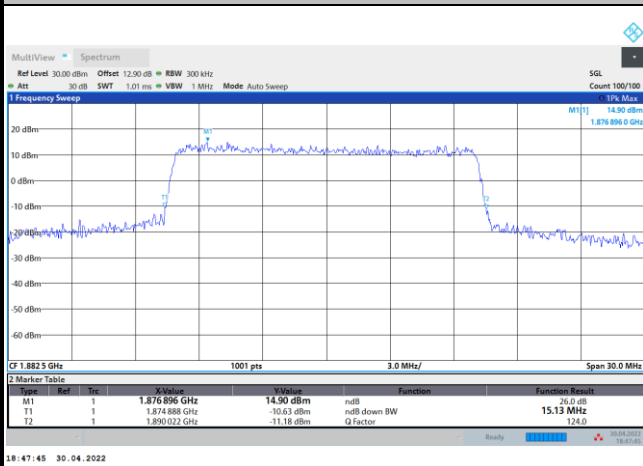 MultiView Spectrum
Ref Level 30.00 dBm Offset 12.90 dB RBW 300 kHz SGL
Att 30 dB SWT 1.01 ms VBW 1 MHz Mode Auto Sweep Count 100/100
1 Frequency Sweep 1Pk Max
M1[1] 14.90 dBm
1.876 896 0 GHz
20 dBm
M1
10 dBm
0 dBm
T1
T2
-10 dBm
-20 dBm
-30 dBm
-40 dBm
-50 dBm
-60 dBm
CF 1.882 5 GHz 1001 pts 3.0 MHz/ Span 30.0 MHz
2 Marker Table
Type Ref Trc X-Value Y-Value Function Function Result
M1 1 1.876 896 GHz 14.90 dBm ndB 26.0 dB
T1 1 1.874 888 GHz -10.63 dBm ndB down BW 15.13 MHz
T2 1 1.890 022 GHz -11.18 dBm Q Factor 124.0
Ready 30.04.2022
18:47:45
18:47:45 30.04.2022